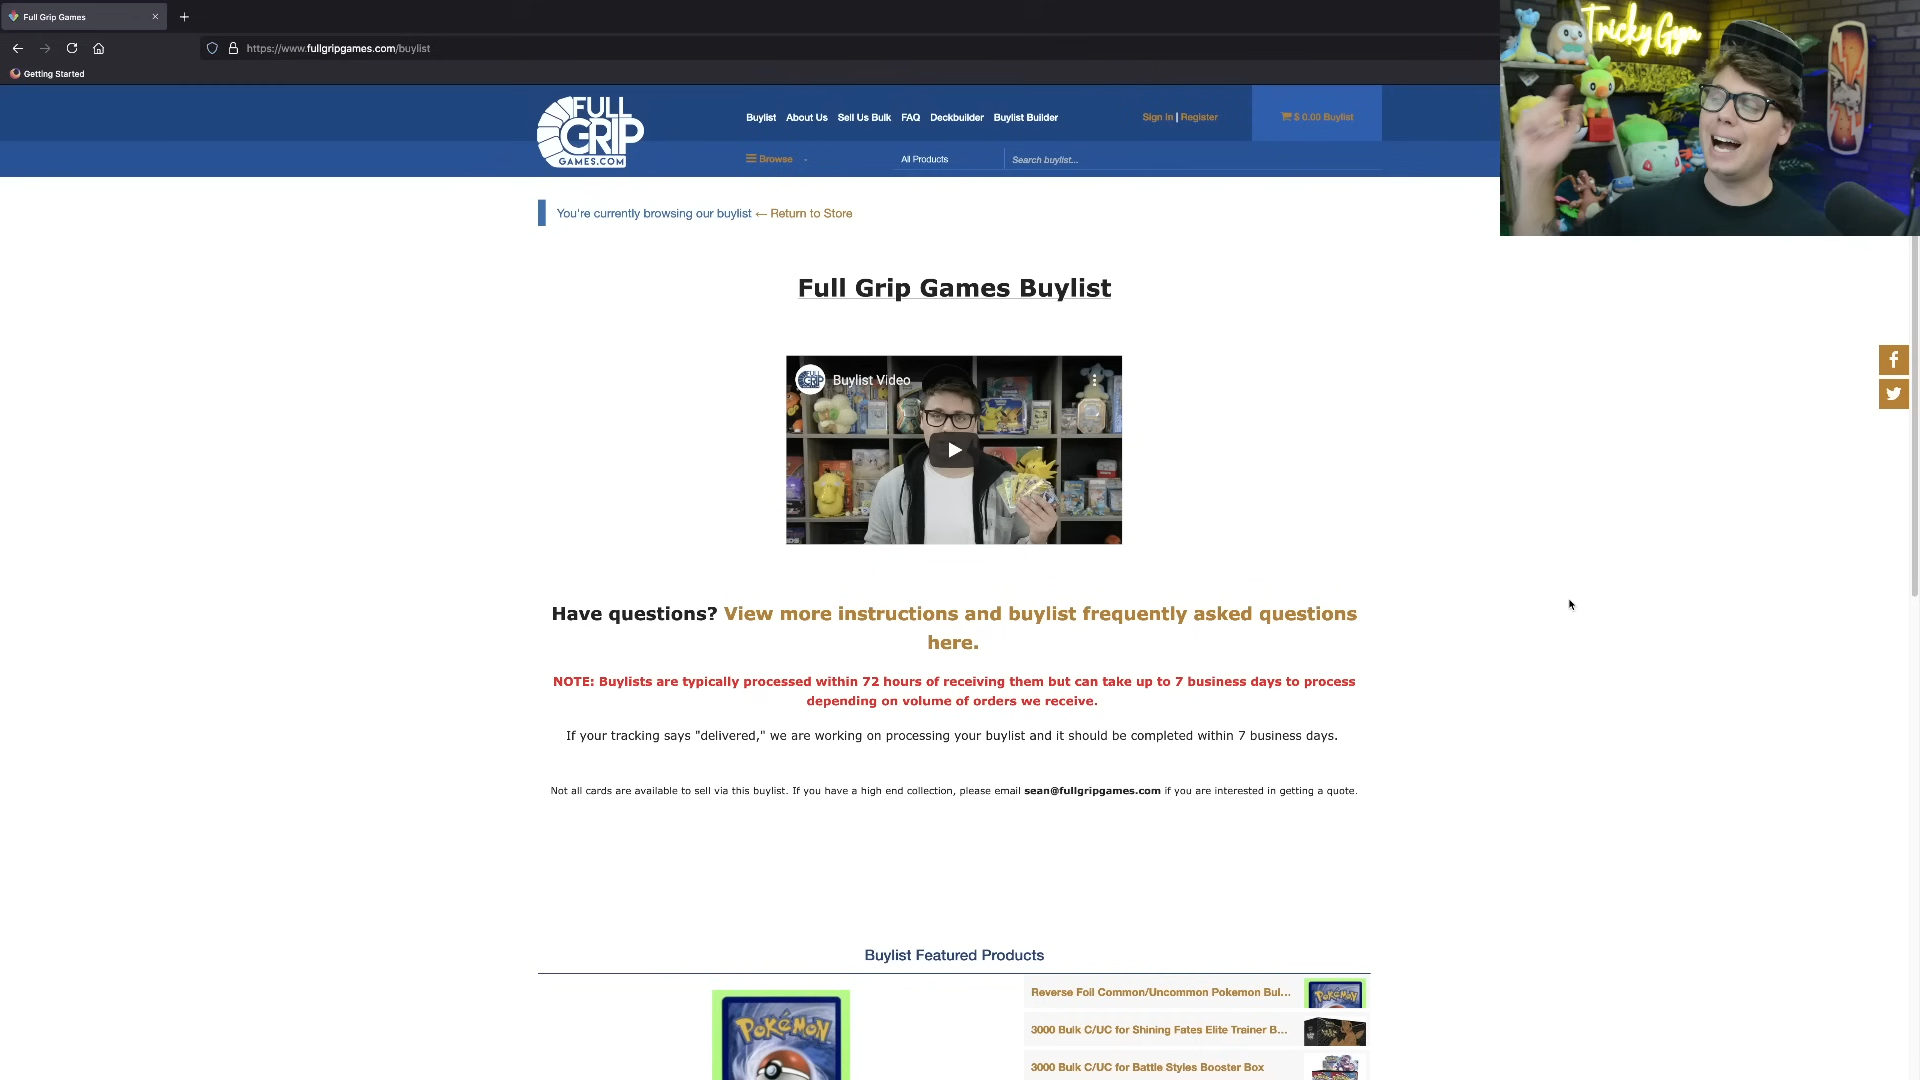 Full Grip Games
https://www.fullgripgames.com/buylist
Getting Started
Tricky Gym
FULL
GRIP
GAMES.COM
Buylist About Us Sell Us Bulk FAQ Deckbuilder Buylist Builder
Sign In | Register
$ 0.00 Buylist
Browse
All Products
Search buylist...
You're currently browsing our buylist ← Return to Store
Full Grip Games Buylist
FULL
GRIP
Buylist Video
Have questions? View more instructions and buylist frequently asked questions
here.
NOTE: Buylists are typically processed within 72 hours of receiving them but can take up to 7 business days to process
depending on volume of orders we receive.
If your tracking says "delivered," we are working on processing your buylist and it should be completed within 7 business days.
Not all cards are available to sell via this buylist. If you have a high end collection, please email sean@fullgripgames.com if you are interested in getting a quote.
Buylist Featured Products
POKéMON
Reverse Foil Common/Uncommon Pokemon Bul...
POKéMON
3000 Bulk C/UC for Shining Fates Elite Trainer B...
3000 Bulk C/UC for Battle Styles Booster Box